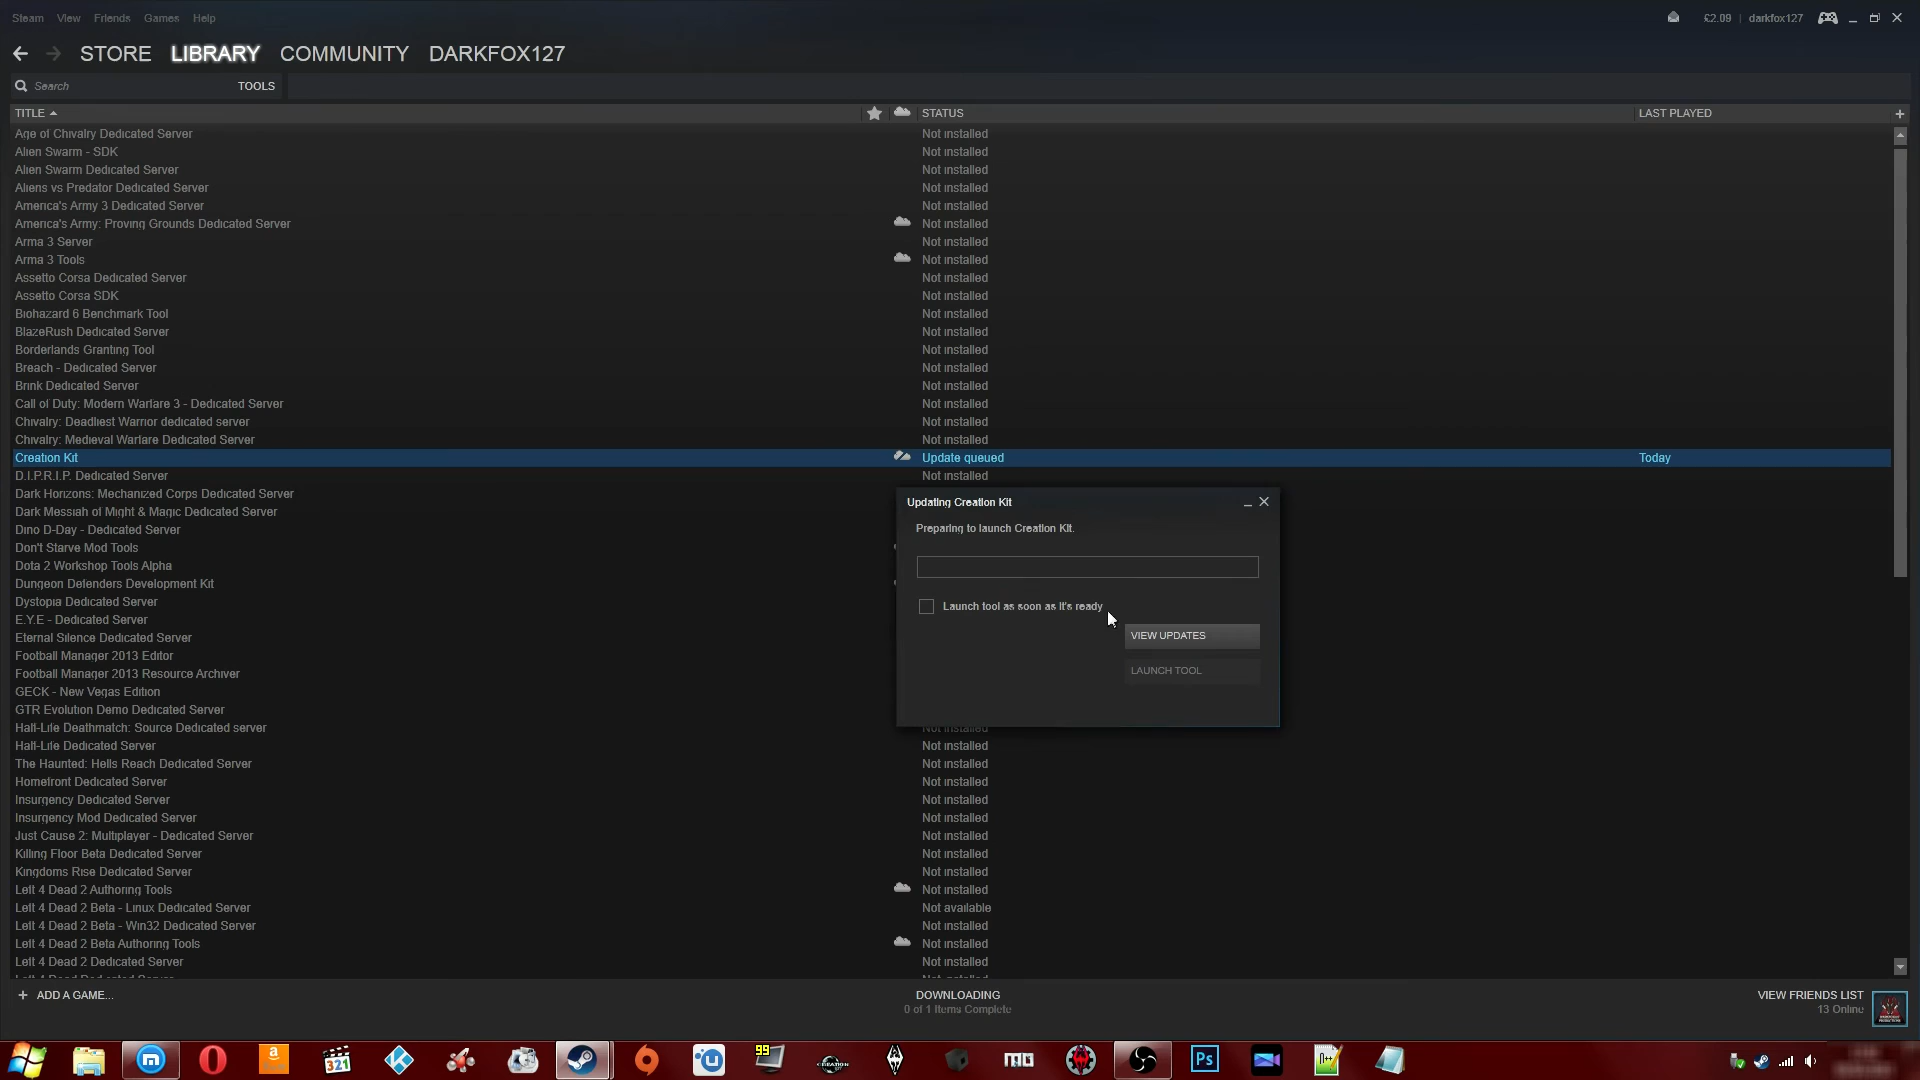 Steam View Friends Games Help
£2.09 darkfox127
STORE LIBRARY COMMUNITY DARKFOX127
Search TOOLS
TITLE STATUS LAST PLAYED
Age of Chivalry Dedicated Server Not installed
Alien Swarm - SDK Not installed
Alien Swarm Dedicated Server Not installed
Aliens vs Predator Dedicated Server Not installed
America's Army 3 Dedicated Server Not installed
America's Army: Proving Grounds Dedicated Server Not installed
Arma 3 Server Not installed
Arma 3 Tools Not installed
Assetto Corsa Dedicated Server Not installed
Assetto Corsa SDK Not installed
Biohazard 6 Benchmark Tool Not installed
BlazeRush Dedicated Server Not installed
Borderlands Granting Tool Not installed
Breach - Dedicated Server Not installed
Brink Dedicated Server Not installed
Call of Duty: Modern Warfare 3 - Dedicated Server Not installed
Chivalry: Deadliest Warrior dedicated server Not installed
Chivalry: Medieval Warfare Dedicated Server Not installed
Creation Kit Update queued Today
D.I.P.R.I.P. Dedicated Server Not installed
Dark Horizons: Mechanized Corps Dedicated Server
Dark Messiah of Might & Magic Dedicated Server
Dino D-Day - Dedicated Server
Don't Starve Mod Tools
Dota 2 Workshop Tools Alpha
Dungeon Defenders Development Kit
Dystopia Dedicated Server
E.Y.E - Dedicated Server
Eternal Silence Dedicated Server
Football Manager 2013 Editor
Football Manager 2013 Resource Archiver
GECK - New Vegas Edition
GTR Evolution Demo Dedicated Server
Half-Life Deathmatch: Source Dedicated server Not installed
Half-Life Dedicated Server Not installed
The Haunted: Hells Reach Dedicated Server Not installed
Homefront Dedicated Server Not installed
Insurgency Dedicated Server Not installed
Insurgency Mod Dedicated Server Not installed
Just Cause 2: Multiplayer - Dedicated Server Not installed
Killing Floor Beta Dedicated Server Not installed
Kingdoms Rise Dedicated Server Not installed
Left 4 Dead 2 Authoring Tools Not installed
Left 4 Dead 2 Beta - Linux Dedicated Server Not available
Left 4 Dead 2 Beta - Win32 Dedicated Server Not installed
Left 4 Dead 2 Beta Authoring Tools Not installed
Left 4 Dead 2 Dedicated Server Not installed
Left 4 Dead Dedicated Server Not installed
Updating Creation Kit
Preparing to launch Creation Kit.
Launch tool as soon as it's ready
VIEW UPDATES
LAUNCH TOOL
+ ADD A GAME... DOWNLOADING VIEW FRIENDS LIST
0 of 1 Items Complete 13 Online
a 321 99 CREATION Ps